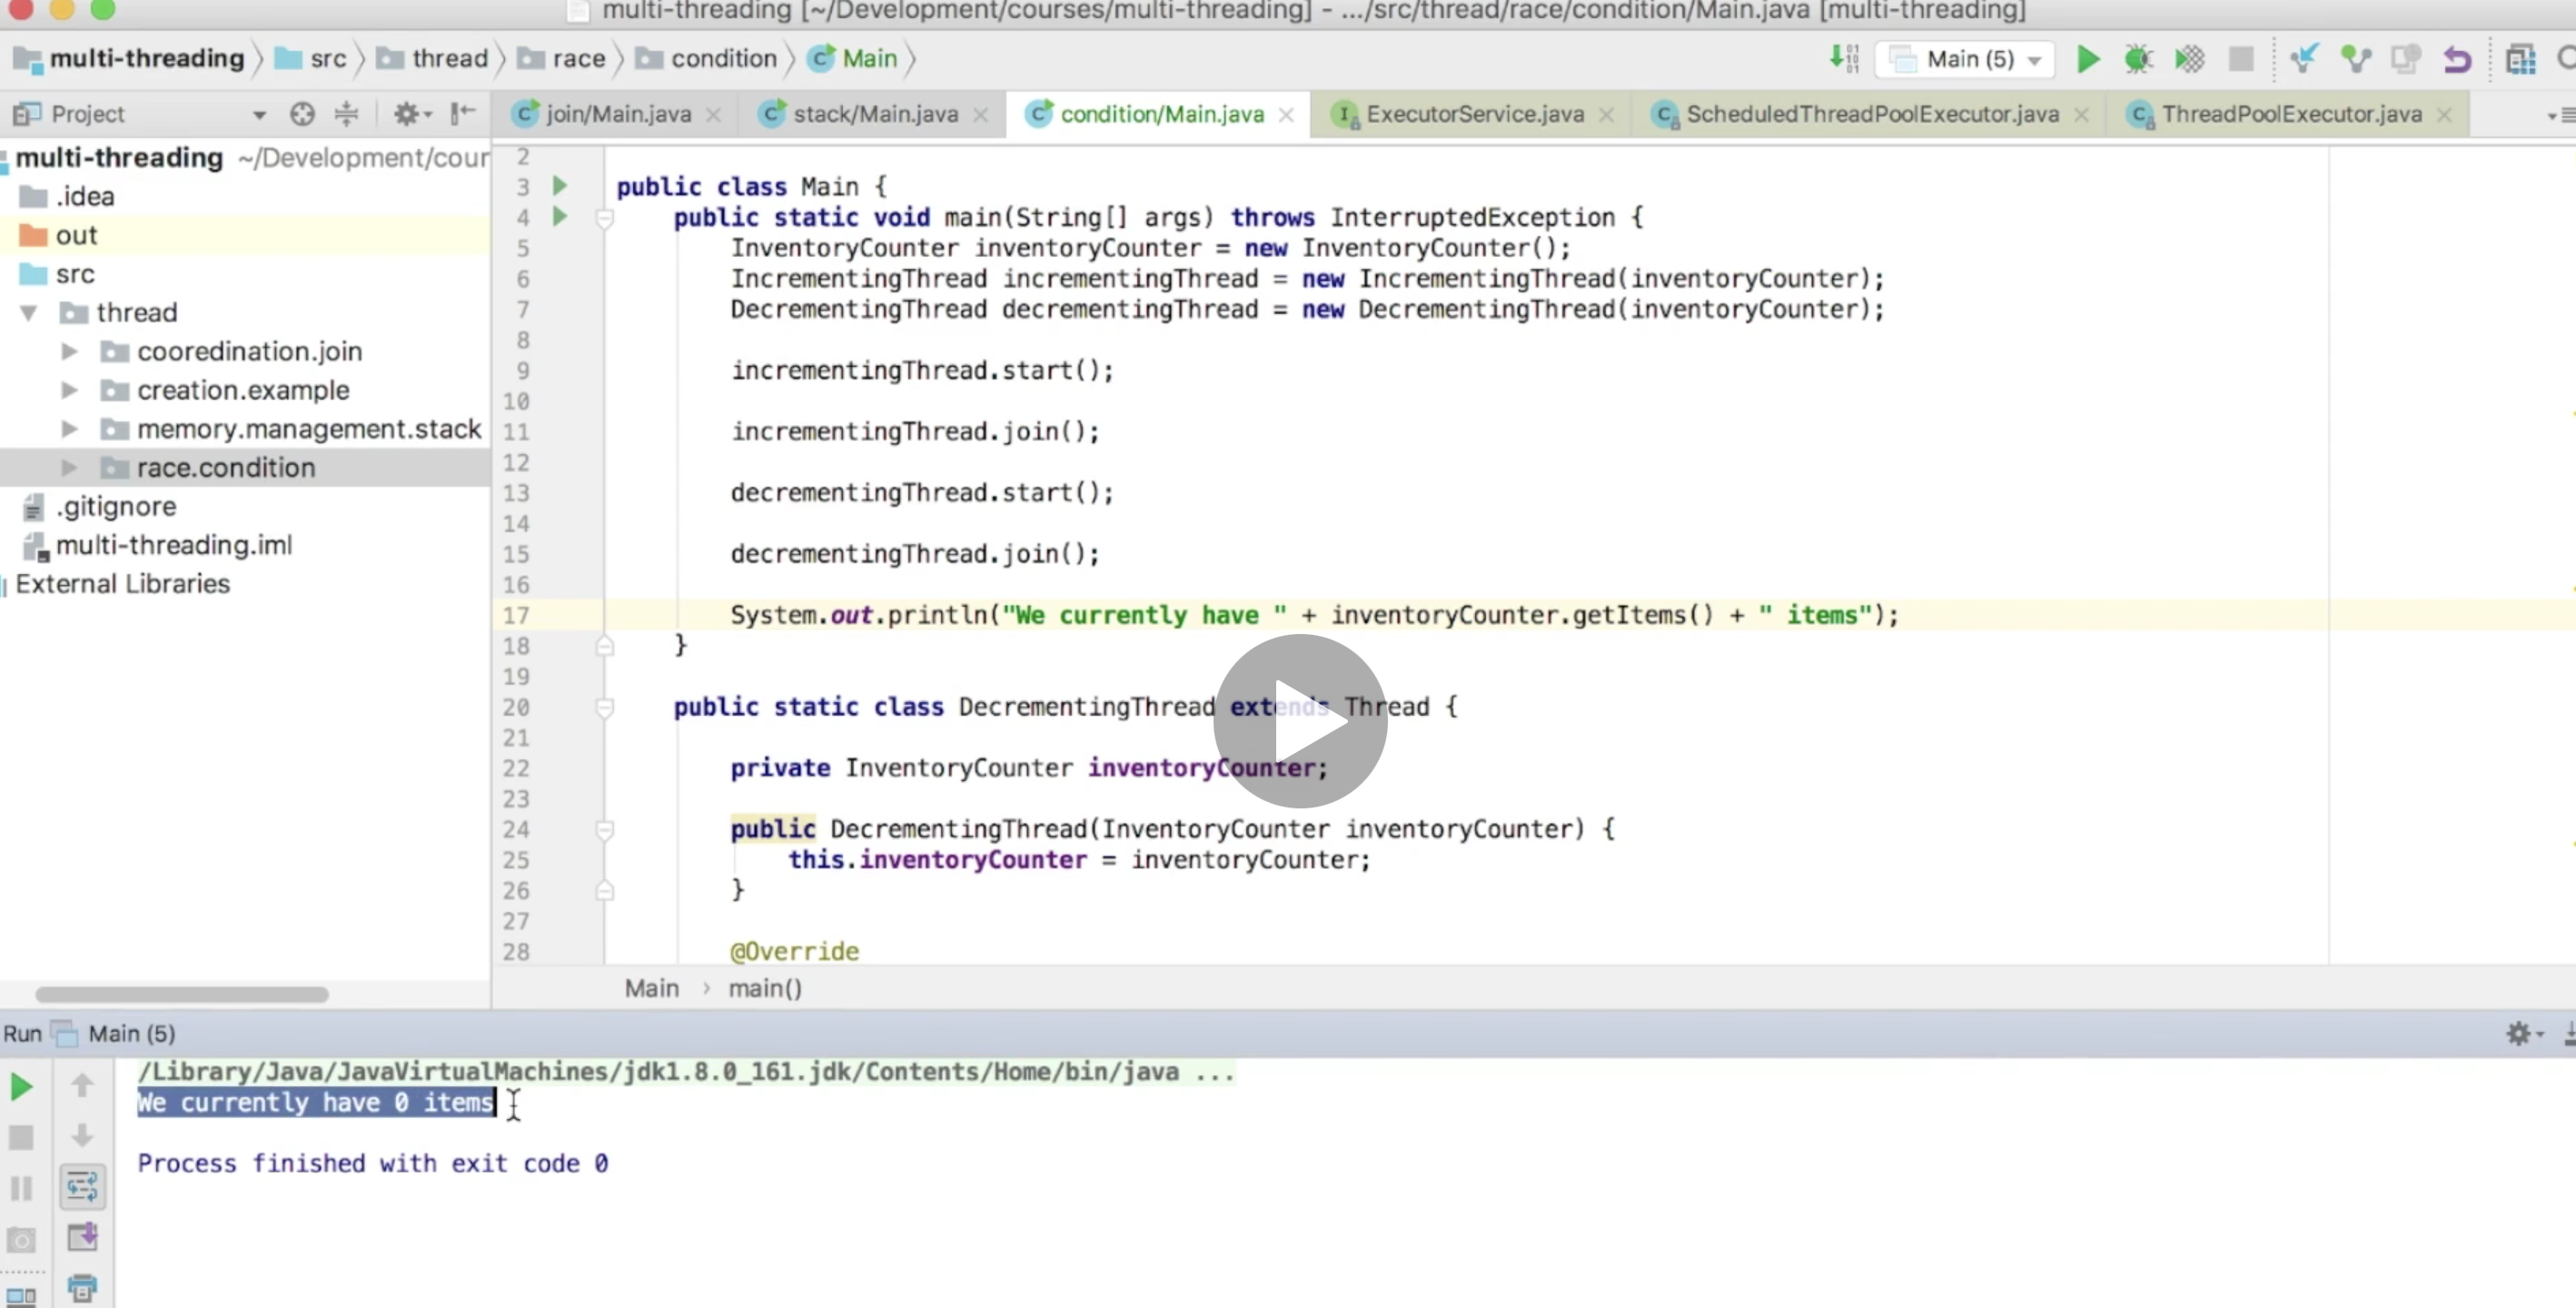 multi-threading [~/Development/courses/multi-threading] - .../src/thread/race/condition/Main.java [multi-threading]
multi-threading src thread race condition Main Main (5)
Project join/Main.java stack/Main.java condition/Main.java ExecutorService.java ScheduledThreadPoolExecutor.java ThreadPoolExecutor.java
multi-threading ~/Development/cour
.idea
out
src
thread
cooredination.join
creation.example
memory.management.stack
race.condition
.gitignore
multi-threading.iml
External Libraries
2
3 public class Main {
4 public static void main(String[] args) throws InterruptedException {
5 InventoryCounter inventoryCounter = new InventoryCounter();
6 IncrementingThread incrementingThread = new IncrementingThread(inventoryCounter);
7 DecrementingThread decrementingThread = new DecrementingThread(inventoryCounter);
8
9 incrementingThread.start();
10
11 incrementingThread.join();
12
13 decrementingThread.start();
14
15 decrementingThread.join();
16
17 System.out.println("We currently have " + inventoryCounter.getItems() + " items");
18 }
19
20 public static class DecrementingThread extends Thread {
21
22 private InventoryCounter inventoryCounter;
23
24 public DecrementingThread(InventoryCounter inventoryCounter) {
25 this.inventoryCounter = inventoryCounter;
26 }
27
28 @Override
Main › main()
Run Main (5)
/Library/Java/JavaVirtualMachines/jdk1.8.0_161.jdk/Contents/Home/bin/java ...
We currently have 0 items
Process finished with exit code 0